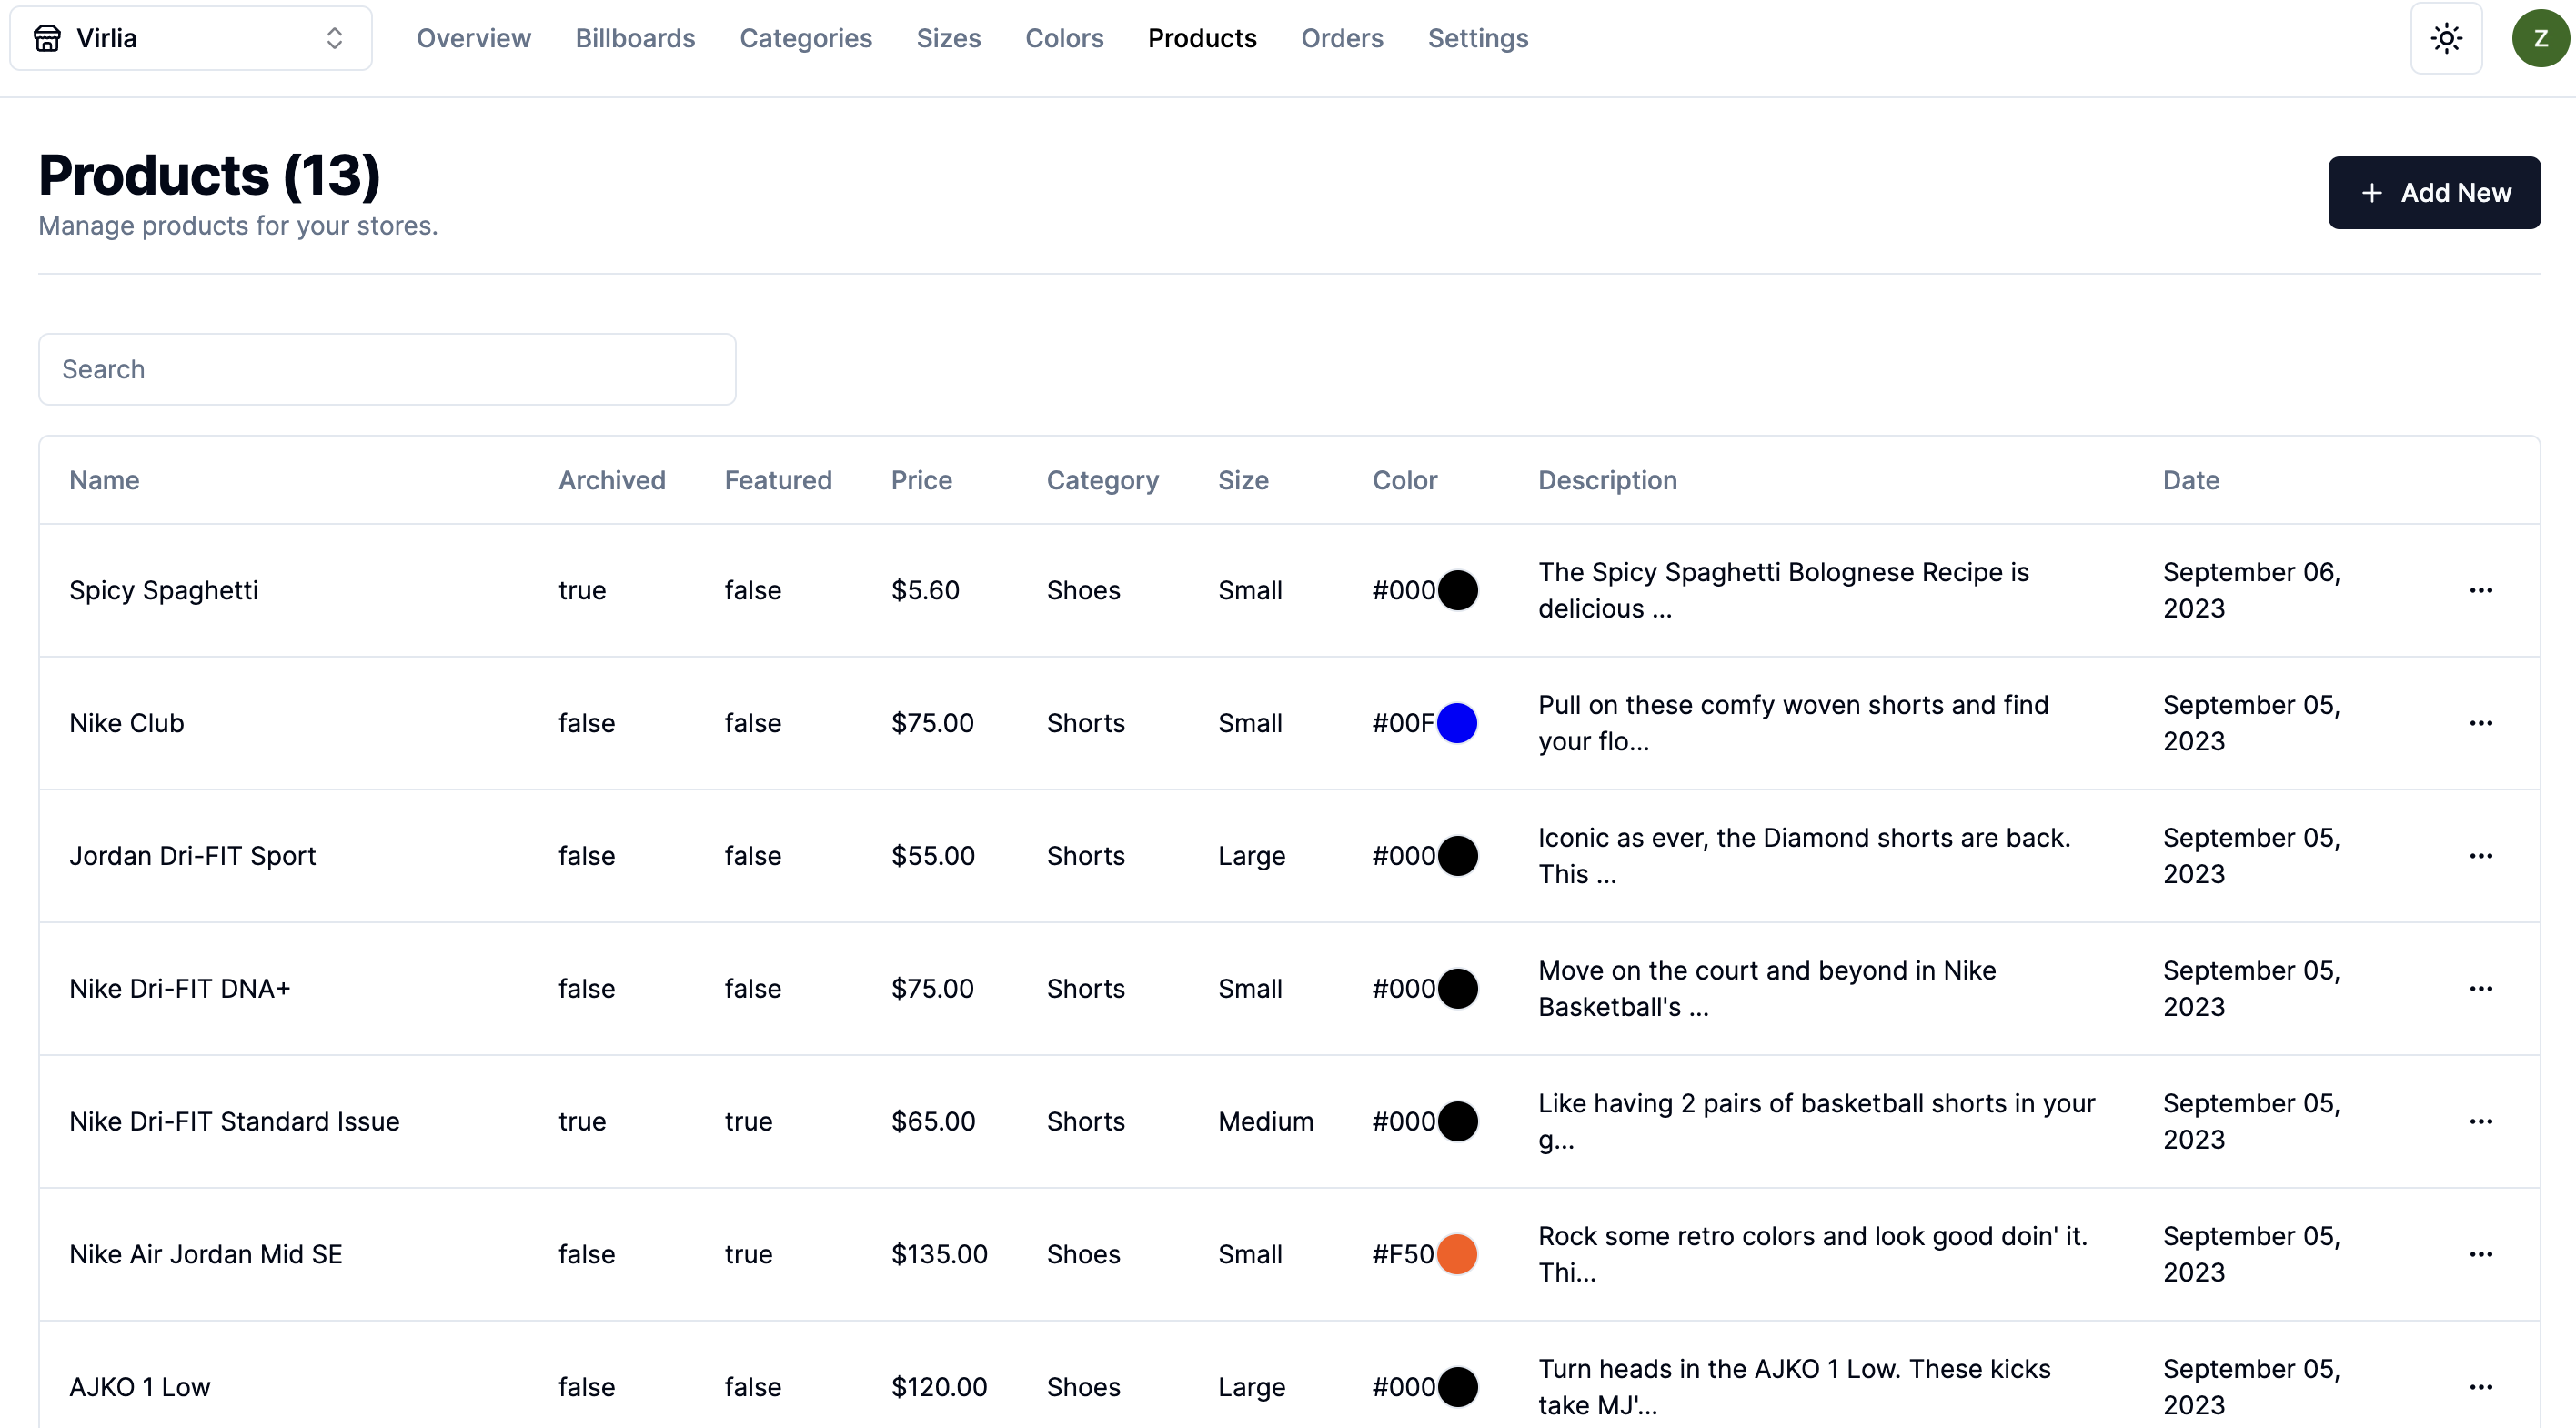 Virlia Overview Billboards Categories Sizes Colors Products Orders Settings Z
Products (13)
Manage products for your stores.
+ Add New
Search
Name Archived Featured Price Category Size Color Description Date
Spicy Spaghetti true false $5.60 Shoes Small #000 The Spicy Spaghetti Bolognese Recipe is September 06,
delicious ... 2023
Nike Club false false $75.00 Shorts Small #00F Pull on these comfy woven shorts and find September 05,
your flo... 2023
Jordan Dri-FIT Sport false false $55.00 Shorts Large #000 Iconic as ever, the Diamond shorts are back. September 05,
This ... 2023
Nike Dri-FIT DNA+ false false $75.00 Shorts Small #000 Move on the court and beyond in Nike September 05,
Basketball's ... 2023
Nike Dri-FIT Standard Issue true true $65.00 Shorts Medium #000 Like having 2 pairs of basketball shorts in your September 05,
g... 2023
Nike Air Jordan Mid SE false true $135.00 Shoes Small #F50 Rock some retro colors and look good doin' it. September 05,
Thi... 2023
AJKO 1 Low false false $120.00 Shoes Large #000 Turn heads in the AJKO 1 Low. These kicks September 05,
take MJ'... 2023